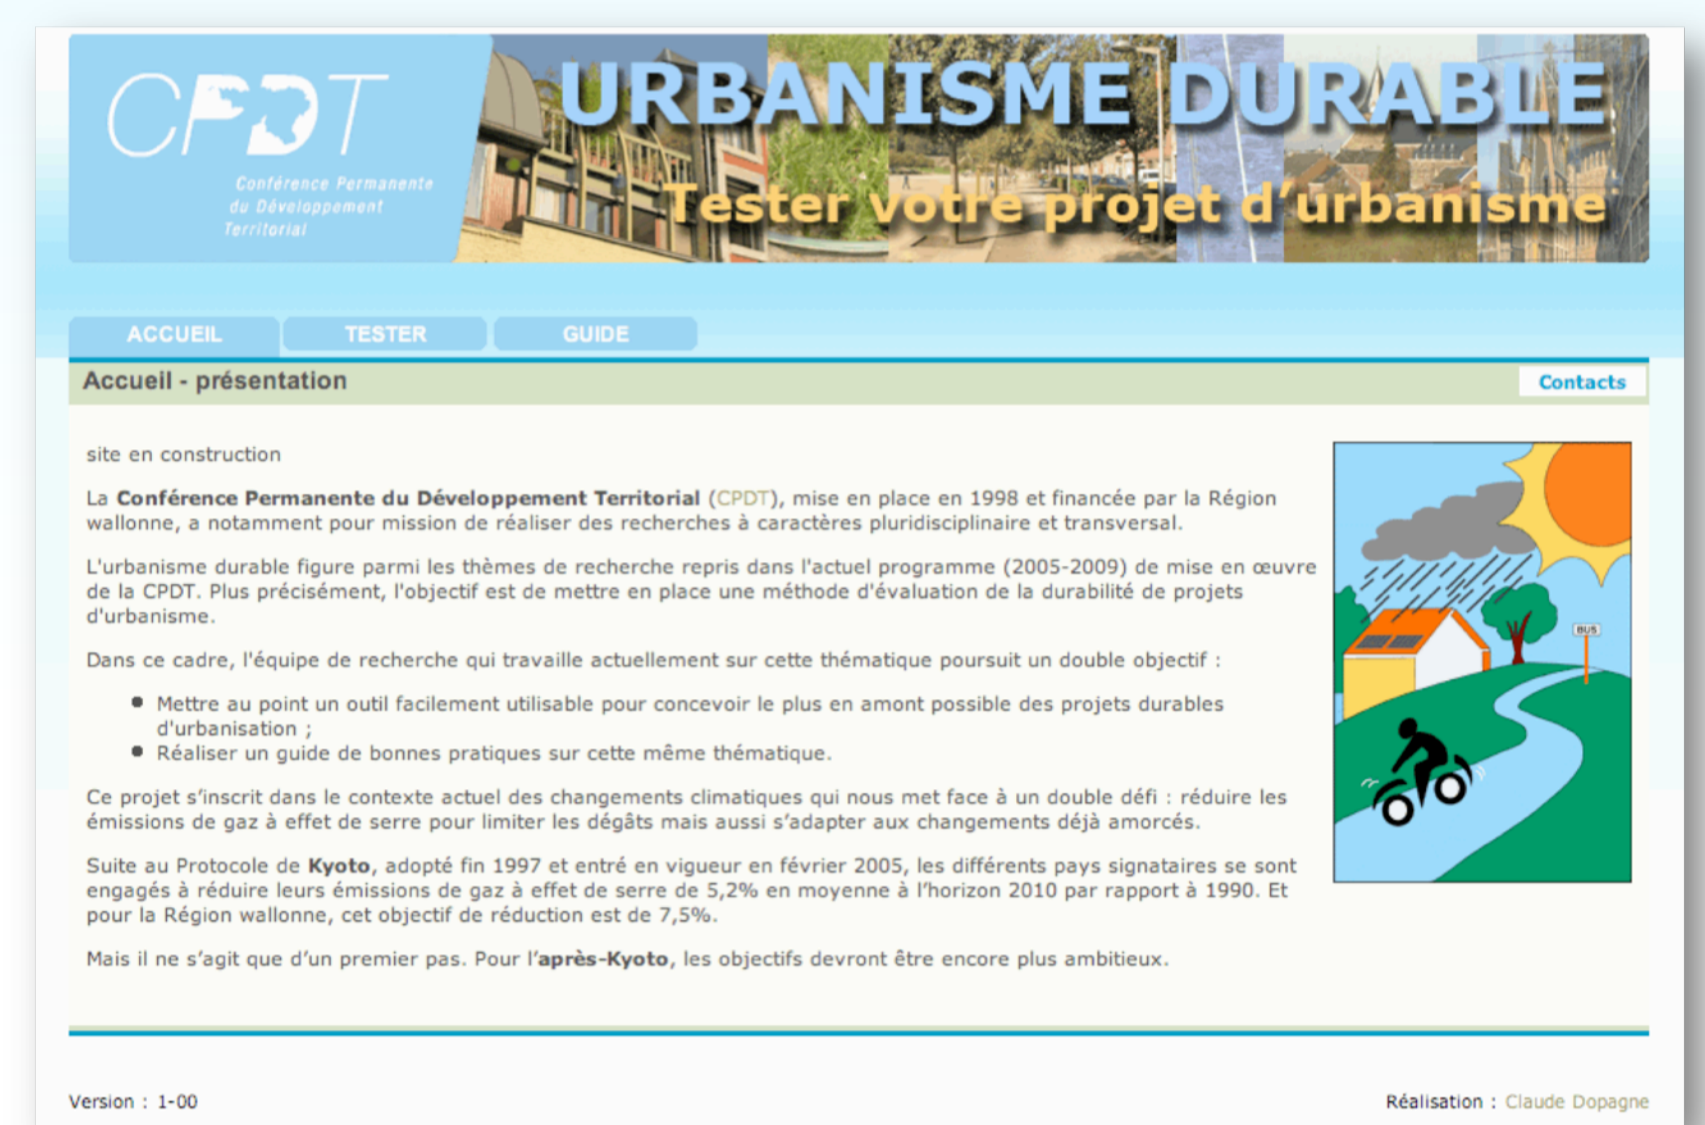 CPDT
Conférence Permanente
du Développement
Territorial
URBANISME DURABLE
Tester votre projet d’urbanisme
ACCUEIL
TESTER
GUIDE
Accueil - présentation
Contacts
site en construction
La Conférence Permanente du Développement Territorial (CPDT), mise en place en 1998 et financée par la Région
wallonne, a notamment pour mission de réaliser des recherches à caractères pluridisciplinaire et transversal.
L'urbanisme durable figure parmi les thèmes de recherche repris dans l'actuel programme (2005-2009) de mise en œuvre
de la CPDT. Plus précisément, l'objectif est de mettre en place une méthode d'évaluation de la durabilité de projets
d'urbanisme.
Dans ce cadre, l'équipe de recherche qui travaille actuellement sur cette thématique poursuit un double objectif :
Mettre au point un outil facilement utilisable pour concevoir le plus en amont possible des projets durables
d'urbanisation ;
Réaliser un guide de bonnes pratiques sur cette même thématique.
Ce projet s’inscrit dans le contexte actuel des changements climatiques qui nous met face à un double défi : réduire les
émissions de gaz à effet de serre pour limiter les dégâts mais aussi s’adapter aux changements déjà amorcés.
Suite au Protocole de Kyoto, adopté fin 1997 et entré en vigueur en février 2005, les différents pays signataires se sont
engagés à réduire leurs émissions de gaz à effet de serre de 5,2% en moyenne à l’horizon 2010 par rapport à 1990. Et
pour la Région wallonne, cet objectif de réduction est de 7,5%.
Mais il ne s’agit que d’un premier pas. Pour l’après-Kyoto, les objectifs devront être encore plus ambitieux.
BUS
Version : 1-00
Réalisation : Claude Dopagne